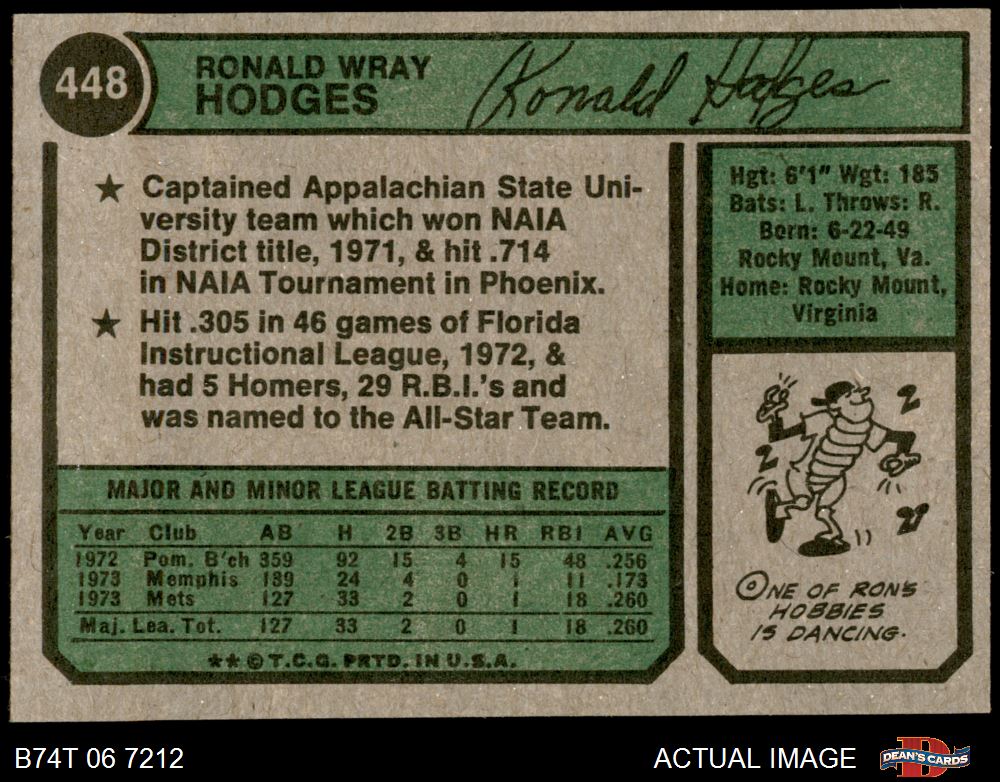 448
RONALD WRAY
HODGES
Ronald Hodges
★ Captained Appalachian State Uni-
versity team which won NAIA
District title, 1971, & hit .714
in NAIA Tournament in Phoenix.
★ Hit .305 in 46 games of Florida
Instructional League, 1972, &
had 5 Homers, 29 R.B.I.'s and
was named to the All-Star Team.
MAJOR AND MINOR LEAGUE BATTING RECORD
Year Club AB H 2B 3B HR RBI AVG
1972 Pom. B'ch 359 92 15 4 15 48 .256
1973 Memphis 139 24 4 0 1 11 .173
1973 Mets 127 33 2 0 1 18 .260
Maj. Lea. Tot. 127 33 2 0 1 18 .260
** © T.C.G. PRTD. IN U.S.A.
Hgt: 6'1" Wgt: 185
Bats: L. Throws: R.
Born: 6-22-49
Rocky Mount, Va.
Home: Rocky Mount,
Virginia
ONE OF RON'S
HOBBIES
IS DANCING.
B74T 06 7212
ACTUAL IMAGE
DEAN'S CARDS